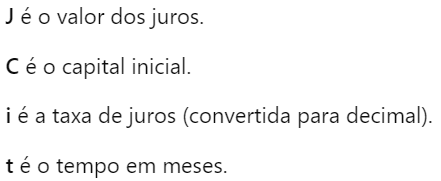 J é o valor dos juros.
C é o capital inicial.
i é a taxa de juros (convertida para decimal).
t é o tempo em meses.